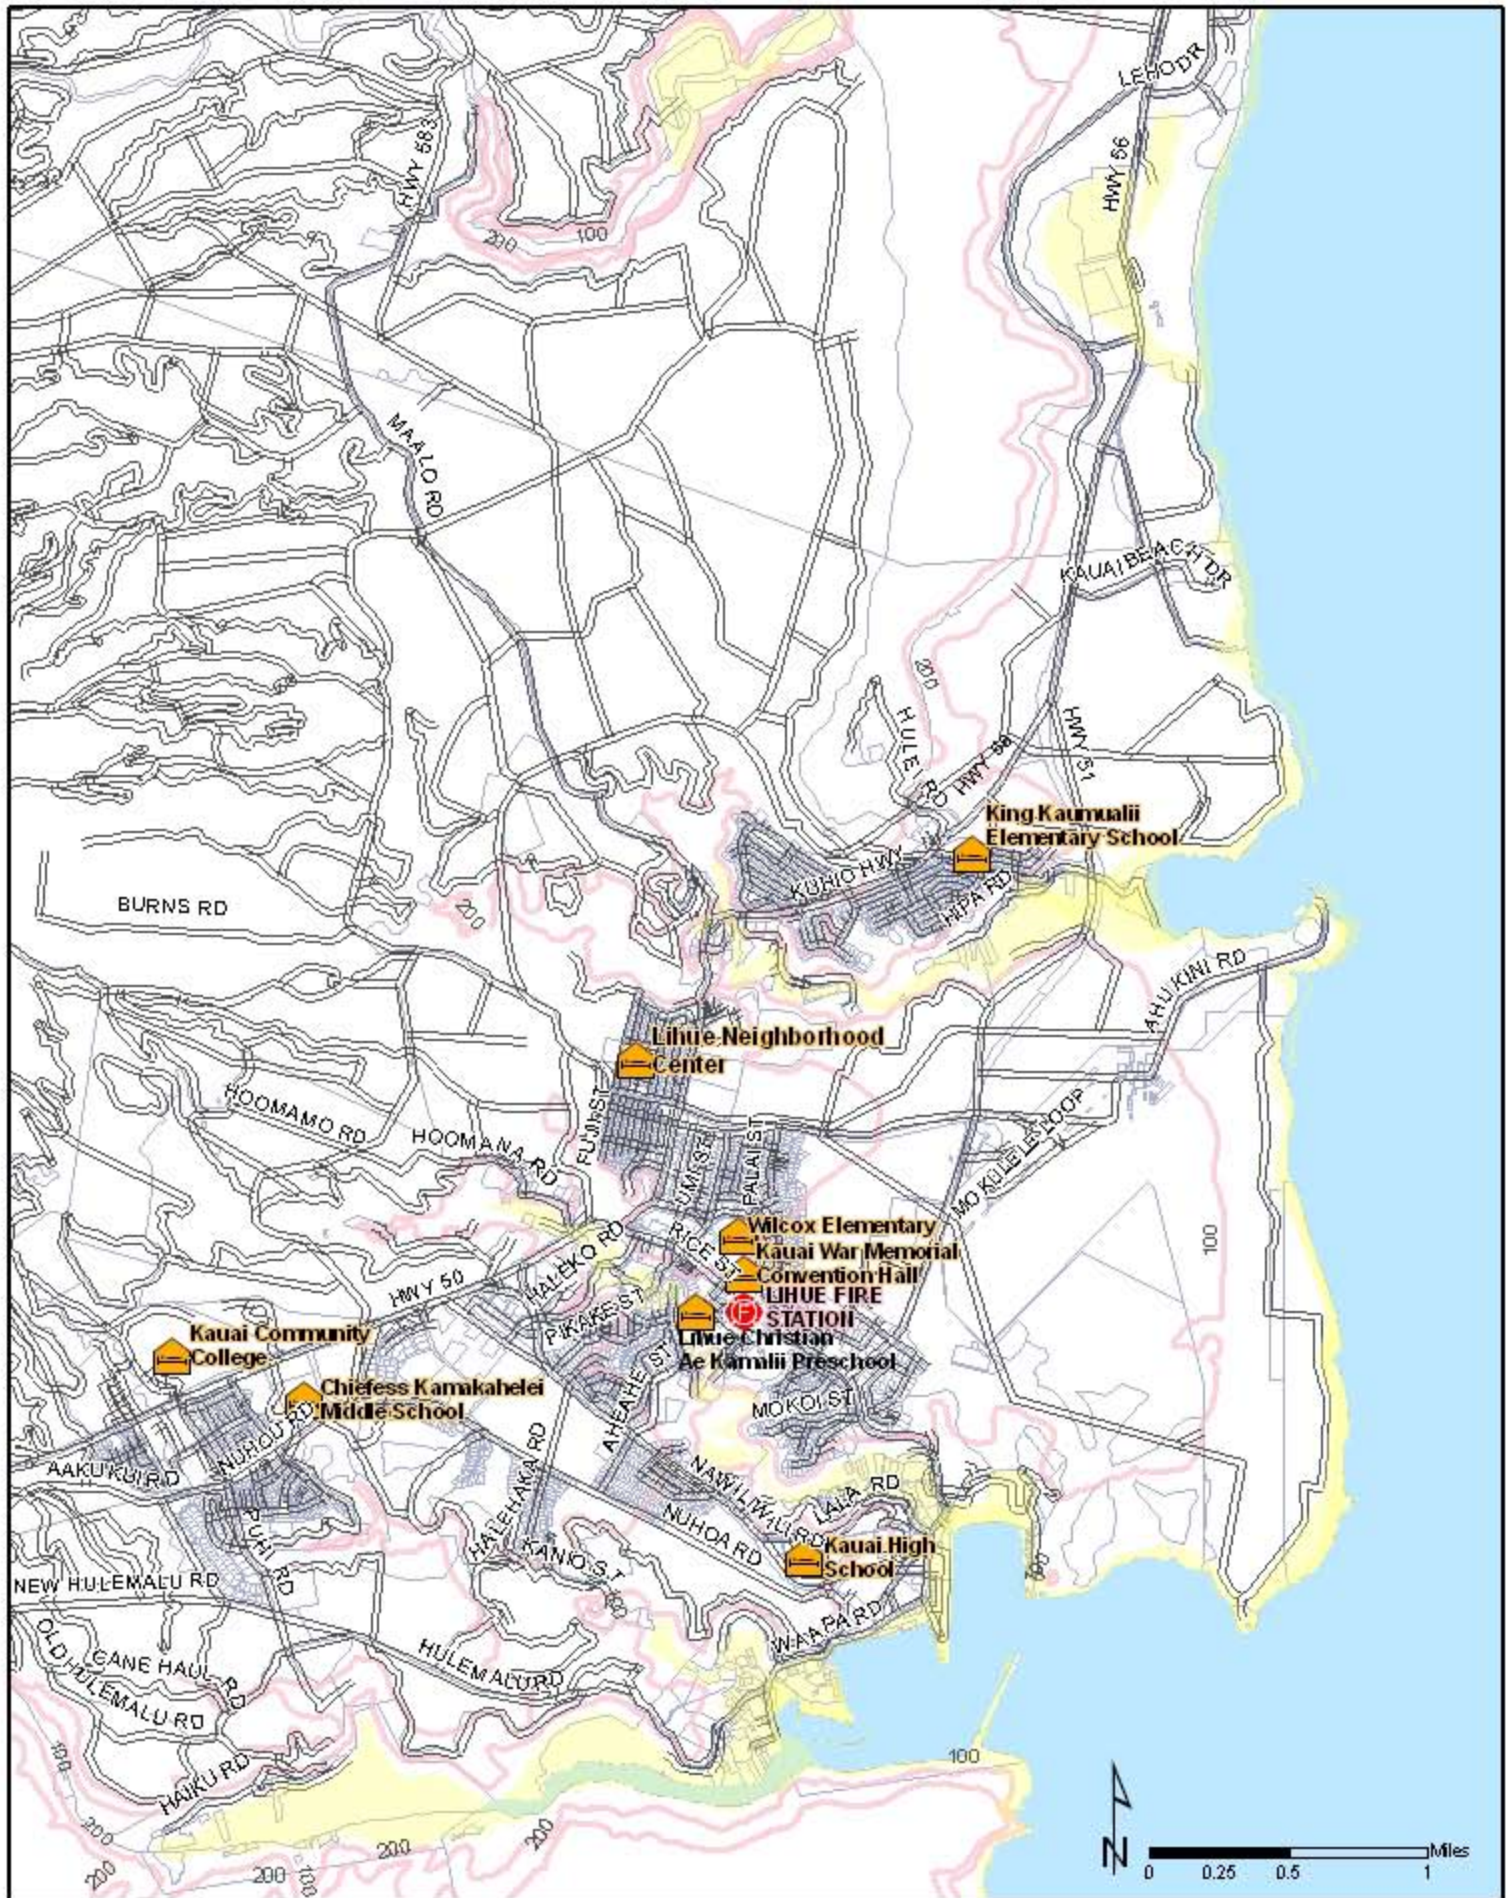 LEHO DR
HWY 56
HWY 583
200
100
MAALO RD
KAUAI BEACH DR
200
HULEI RD
HWY 51
King Kaumualii
Elementary School
KUHIO HWY
HIPA RD
BURNS RD
200
AHUKINI RD
Lihue Neighborhood
Center
HOOMAMO RD
HOOMANA RD
FUJII ST
UMI ST
PALAI ST
MOKULELE LOOP
100
Wilcox Elementary
Kauai War Memorial
Convention Hall
LIHUE FIRE
STATION
F
RICE ST
HALEKO RD
HWY 50
PIKAKE ST
Lihue Christian
Ae Kamalii Preschool
Kauai Community
College
Chiefess Kamakahelei
Middle School
AHEAHE ST
MOKOI ST
NUHOU RD
AAKUKUI RD
HALEHAKA RD
NAWILIWILI RD
LALA RD
NUHOA RD
PUHI RD
KANIO ST
Kauai High
School
NEW HULEMALU RD
WAAPA RD
OLD HULEMALU RD
CANE HAUL RD
HULEMALU RD
HAIKU RD
100
100
200
200
200
200
100
200
N
0
0.25
0.5
1
Miles